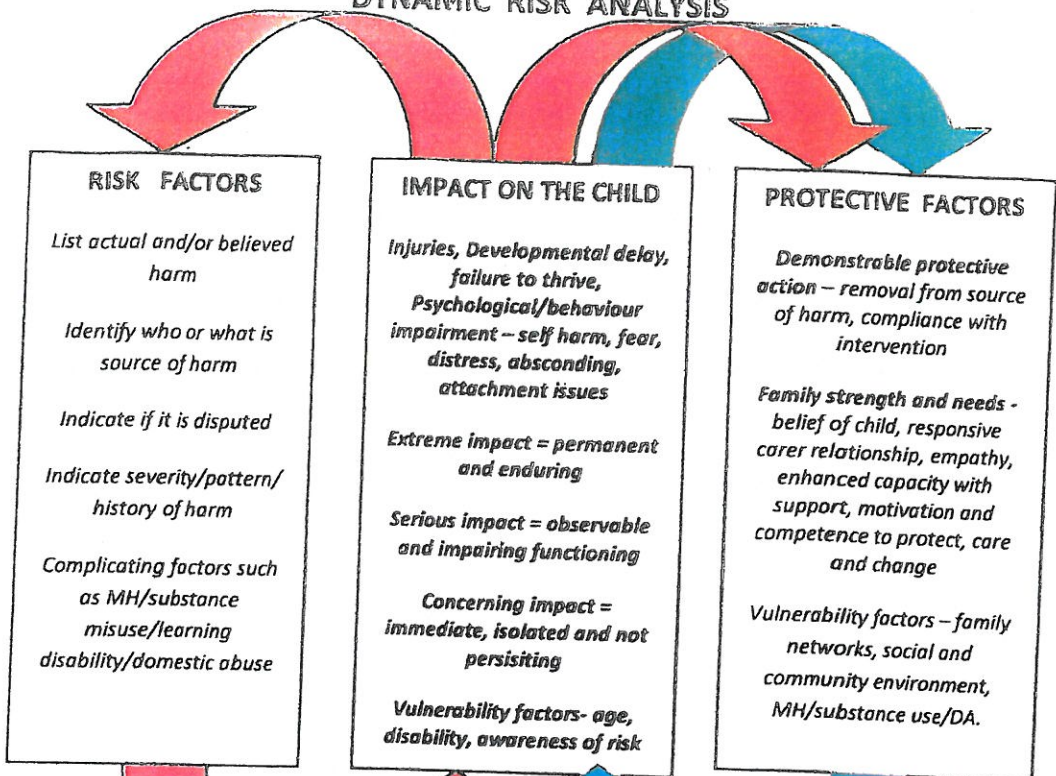 DYNAMIC RISK ANALYSIS
RISK FACTORS
List actual and/or believed
harm
Identify who or what is
source of harm
Indicate if it is disputed
Indicate severity/pattern/
history of harm
Complicating factors such
as MH/substance
misuse/learning
disability/domestic abuse
IMPACT ON THE CHILD
Injuries, Developmental delay,
failure to thrive,
Psychological/behaviour
impairment – self harm, fear,
distress, absconding,
attachment issues
Extreme impact = permanent
and enduring
Serious impact = observable
and impairing functioning
Concerning impact =
immediate, isolated and not
persisiting
Vulnerability factors- age,
disability, awareness of risk
PROTECTIVE FACTORS
Demonstrable protective
action – removal from source
of harm, compliance with
intervention
Family strength and needs -
belief of child, responsive
carer relationship, empathy,
enhanced capacity with
support, motivation and
competence to protect, care
and change
Vulnerability factors – family
networks, social and
community environment,
MH/substance use/DA.